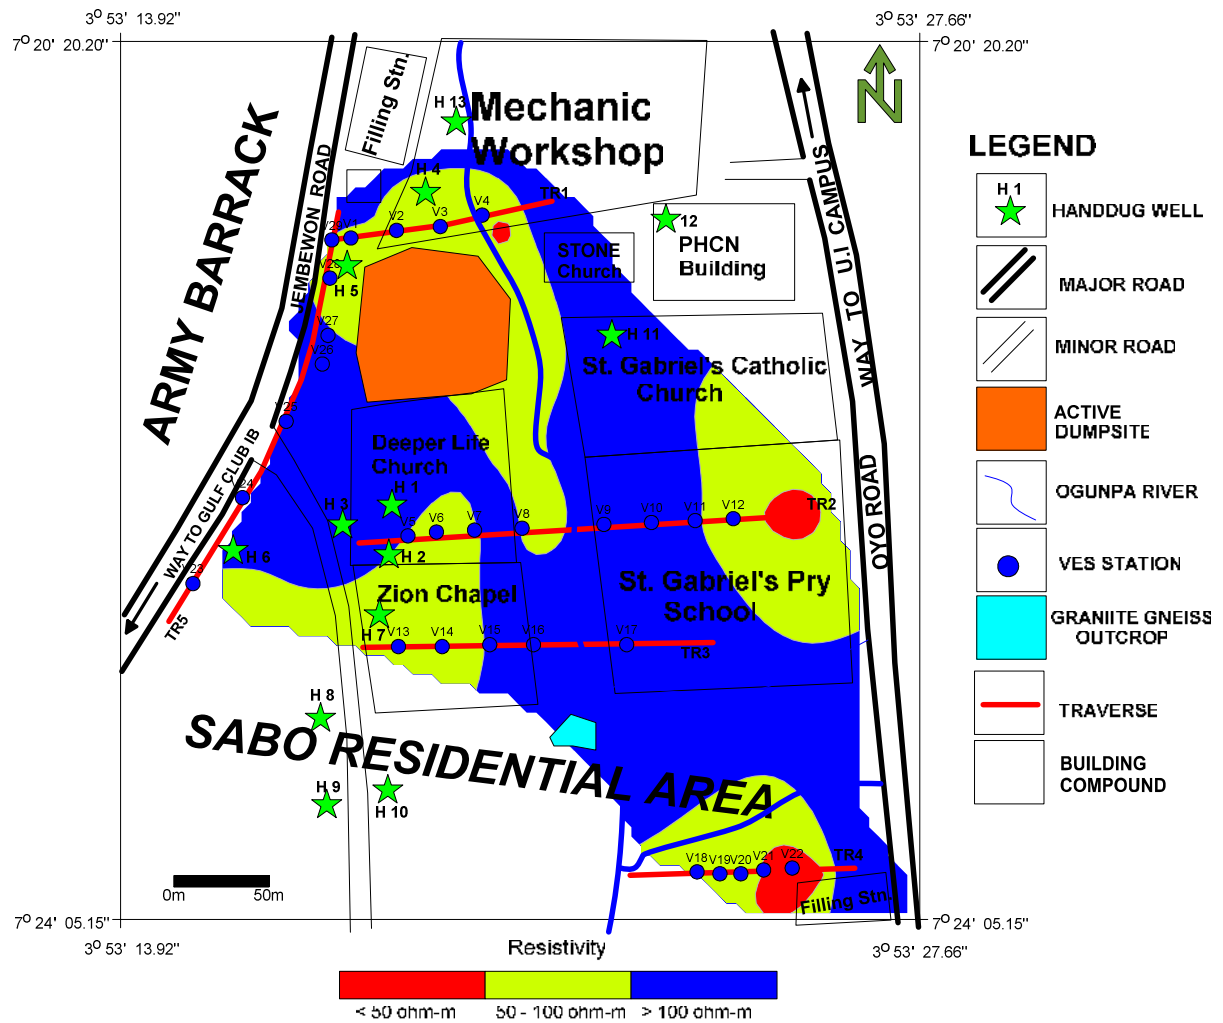 3° 53' 13.92"
3° 53' 27.66"
7° 20' 20.20"
7° 20' 20.20"
Filling Stn.
H 13
Mechanic
Workshop
ARMY BARRACK
JEMBEWON ROAD
WAY TO U.I CAMPUS
OYO ROAD
WAY TO GULF CLUB IB
H 4
TR1
V1
V2
V3
V4
H 5
STONE
Church
12
PHCN
Building
V27
V28
H 11
St. Gabriel's Catholic
Church
V25
Deeper Life
Church
H 1
H 3
V24
V5
V6
V7
V8
V9
V10
V11
V12
TR2
H 2
H 6
V23
Zion Chapel
St. Gabriel's Pry
School
H 7
V13
V14
V15
V16
V17
TR3
TR5
H 8
SABO RESIDENTIAL AREA
H 9
H 10
V18
V19
V20
V21
V22
TR4
Filling Stn.
0m
50m
7° 24' 05.15"
7° 24' 05.15"
3° 53' 13.92"
3° 53' 27.66"
Resistivity
< 50 ohm-m
50 - 100 ohm-m
> 100 ohm-m
LEGEND
H 1
HANDDUG WELL
MAJOR ROAD
MINOR ROAD
ACTIVE
DUMPSITE
OGUNPA RIVER
VES STATION
GRANIITE GNEISS
OUTCROP
TRAVERSE
BUILDING
COMPOUND